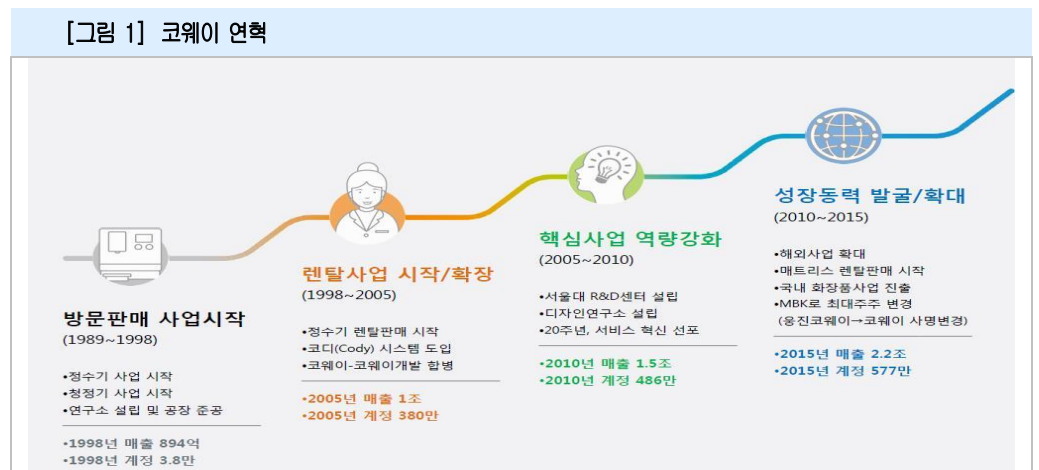 [그림 1] 코웨이 연혁
방문판매 사업시작
(1989~1998)
•정수기 사업 시작
•청정기 사업 시작
•연구소 설립 및 공장 준공
•1998년 매출 894억
•1998년 계정 3.8만
렌탈사업 시작/확장
(1998~2005)
•정수기 렌탈판매 시작
•코디(Cody) 시스템 도입
•코웨이-코웨이개발 합병
•2005년 매출 1조
•2005년 계정 380만
핵심사업 역량강화
(2005~2010)
•서울대 R&D센터 설립
•디자인연구소 설립
•20주년, 서비스 혁신 선포
•2010년 매출 1.5조
•2010년 계정 486만
성장동력 발굴/확대
(2010~2015)
•해외사업 확대
•매트리스 렌탈판매 시작
•국내 화장품사업 진출
•MBK로 최대주주 변경
(웅진코웨이→코웨이 사명변경)
•2015년 매출 2.2조
•2015년 계정 577만